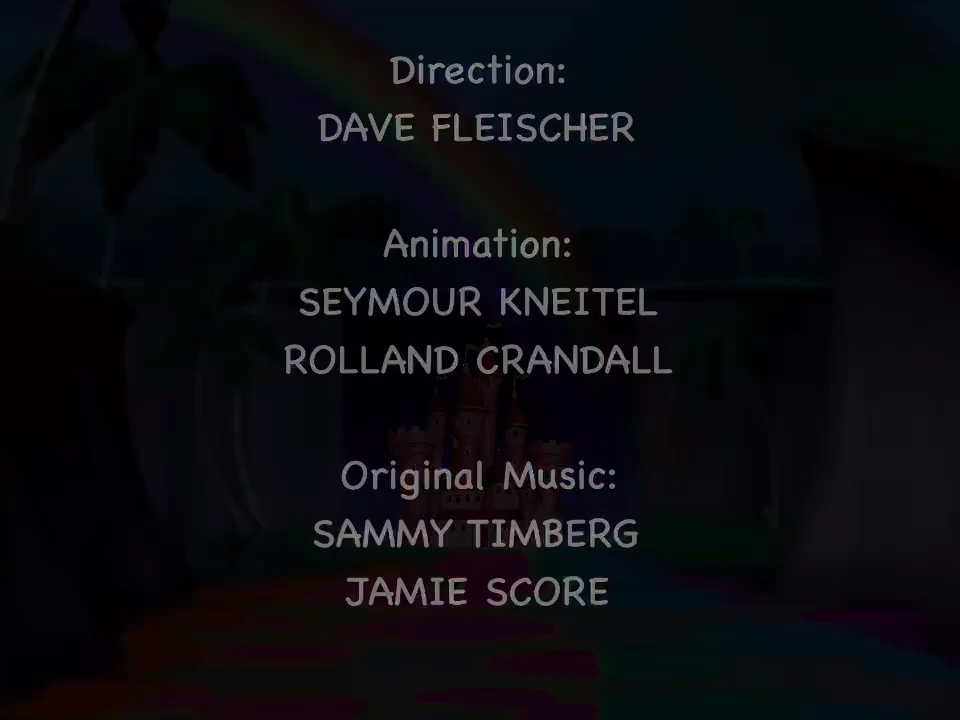 Direction:
DAVE FLEISCHER
Animation:
SEYMOUR KNEITEL
ROLLAND CRANDALL
Original Music:
SAMMY TIMBERG
JAMIE SCORE